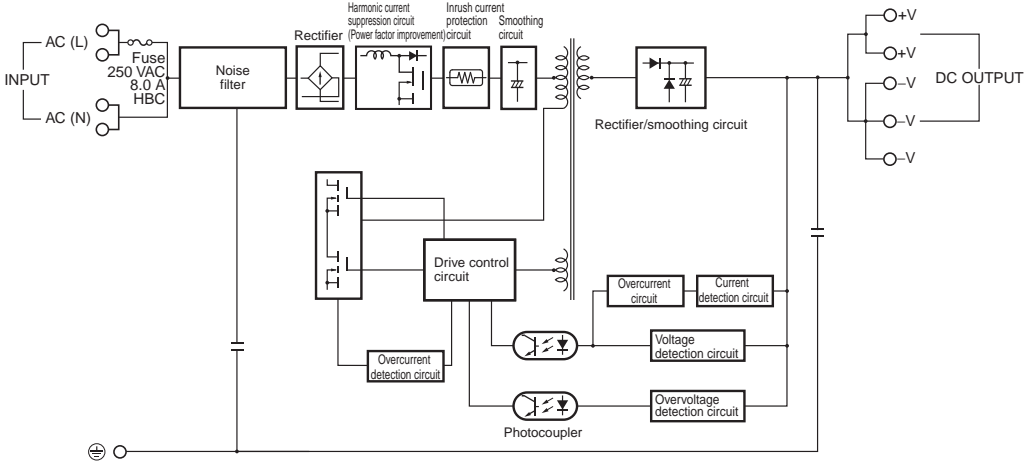 Harmonic current
suppression circuit
(Power factor improvement)
Inrush current
protection
circuit
Smoothing
circuit
Rectifier
AC (L)
Fuse
250 VAC
8.0 A
HBC
INPUT
AC (N)
Noise
filter
Rectifier/smoothing circuit
+V
+V
–V
–V
–V
DC OUTPUT
Drive control
circuit
Overcurrent
circuit
Current
detection circuit
Voltage
detection circuit
Overcurrent
detection circuit
Overvoltage
detection circuit
Photocoupler